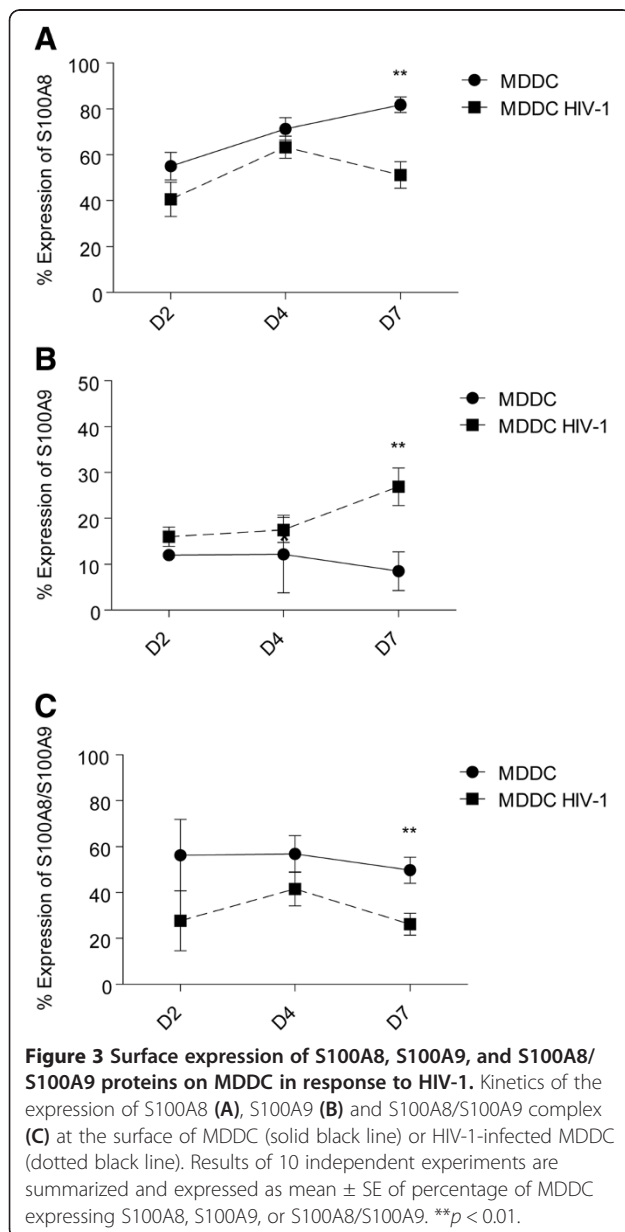 A
% Expression of S100A8
100
80
60
40
20
0
**
MDDC
MDDC HIV-1
D2
D4
D7
B
% Expression of S100A9
50
40
30
20
10
0
*
**
MDDC
MDDC HIV-1
D2
D4
D7
C
% Expression of S100A8/S100A9
100
80
60
40
20
0
**
MDDC
MDDC HIV-1
D2
D4
D7
Figure 3 Surface expression of S100A8, S100A9, and S100A8/
S100A9 proteins on MDDC in response to HIV-1. Kinetics of the
expression of S100A8 (A), S100A9 (B) and S100A8/S100A9 complex
(C) at the surface of MDDC (solid black line) or HIV-1-infected MDDC
(dotted black line). Results of 10 independent experiments are
summarized and expressed as mean ± SE of percentage of MDDC
expressing S100A8, S100A9, or S100A8/S100A9. **p < 0.01.